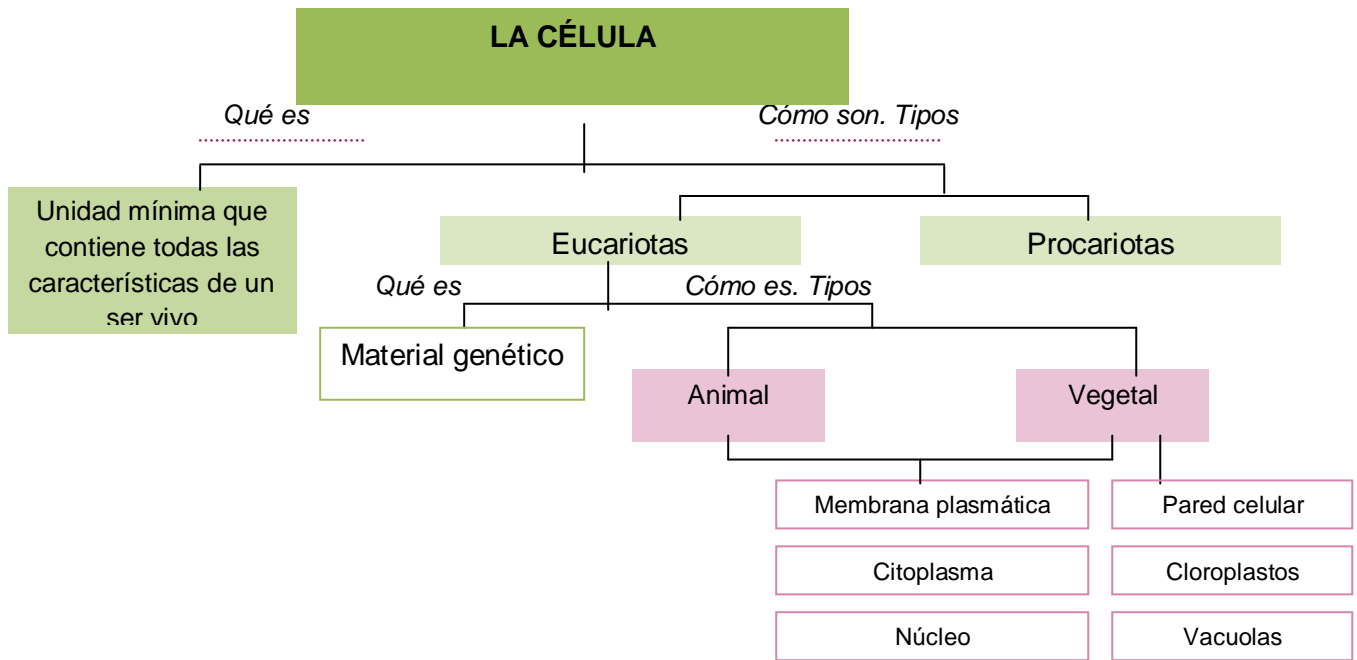 LA CÉLULA
Qué es
Cómo son. Tipos
Unidad mínima que
contiene todas las
características de un
ser vivo
Eucariotas
Procariotas
Qué es
Cómo es. Tipos
Material genético
Animal
Vegetal
Membrana plasmática
Pared celular
Citoplasma
Cloroplastos
Núcleo
Vacuolas